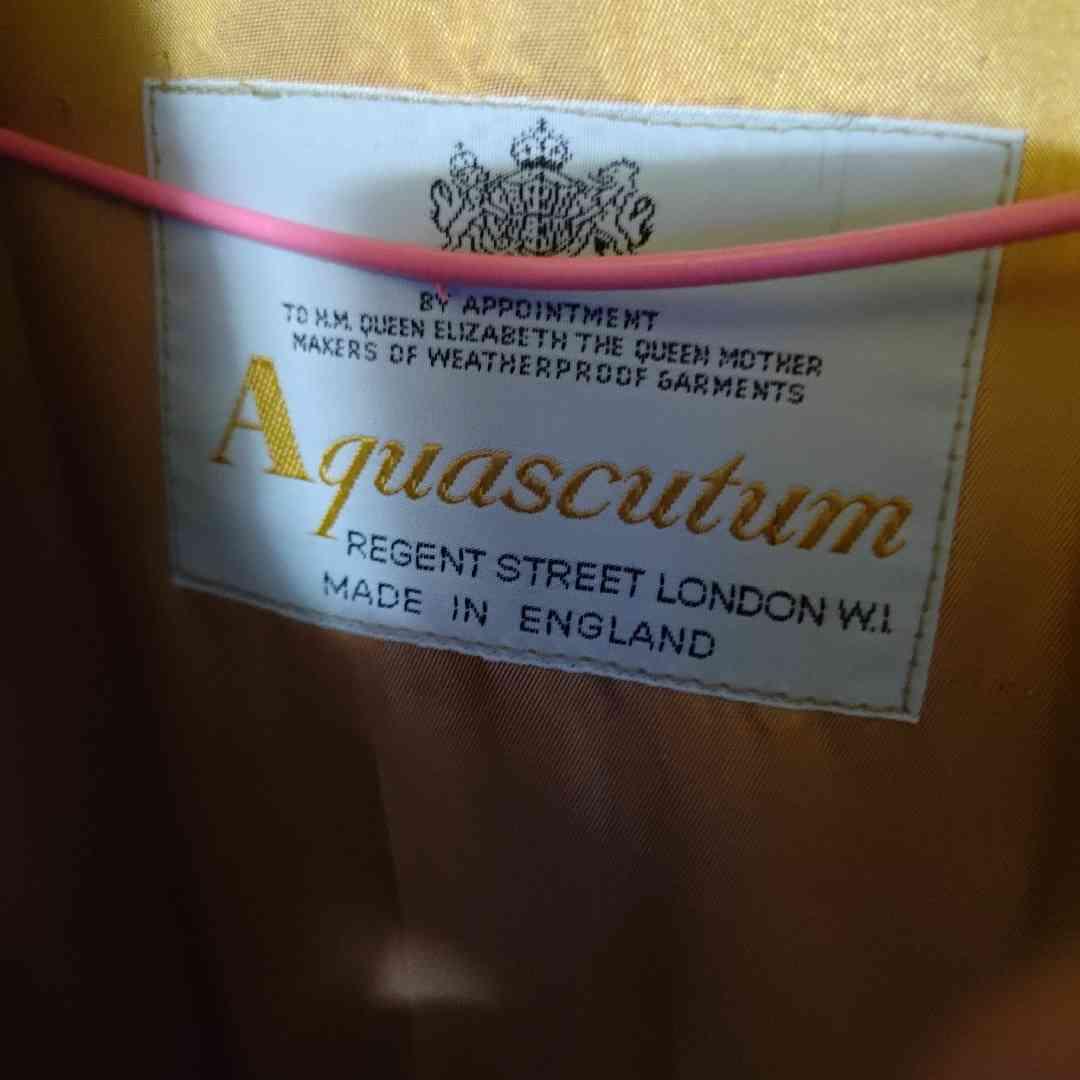 BY APPOINTMENT
TO H.M. QUEEN ELIZABETH THE QUEEN MOTHER
MAKERS OF WEATHERPROOF GARMENTS
Aquascutum
REGENT STREET LONDON W.I.
MADE IN ENGLAND